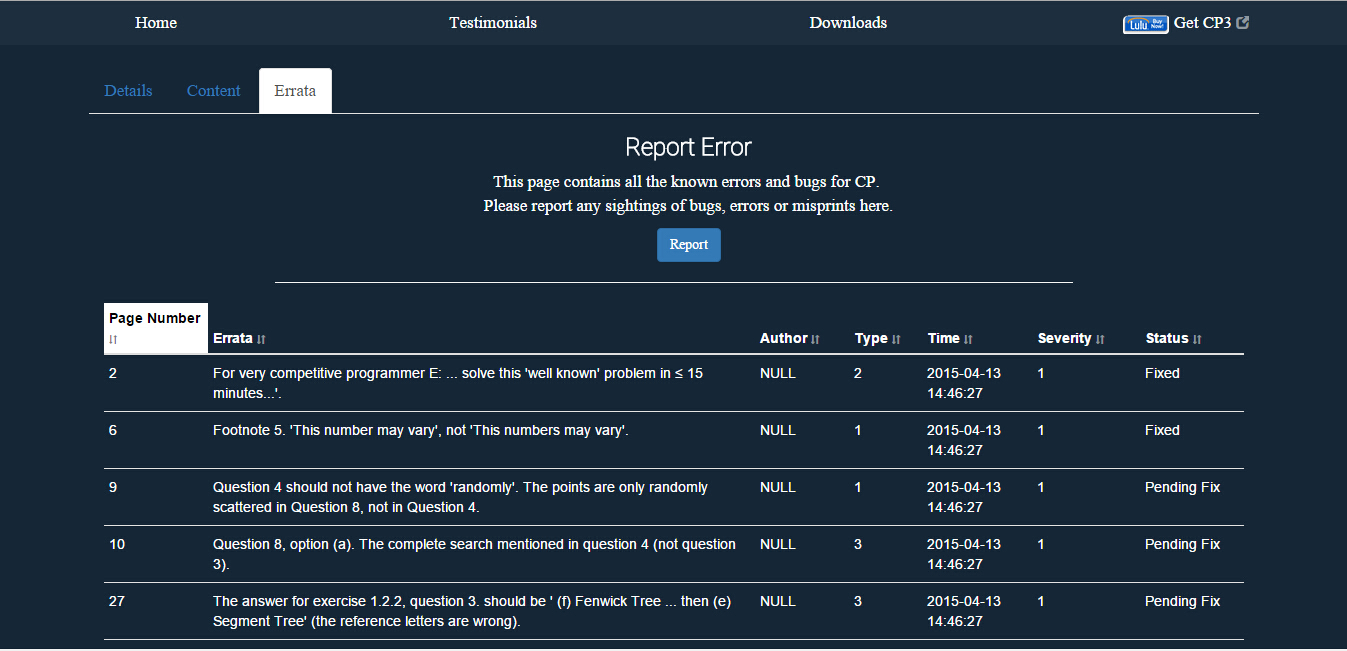 Home Testimonials Downloads Lulu Buy Now! Get CP3
Details Content Errata
Report Error
This page contains all the known errors and bugs for CP.
Please report any sightings of bugs, errors or misprints here.
Report
Page Number
Errata Author Type Time Severity Status
2 For very competitive programmer E: ... solve this 'well known' problem in ≤ 15 NULL 2 2015-04-13 1 Fixed
minutes...'. 14:46:27
6 Footnote 5. 'This number may vary', not 'This numbers may vary'. NULL 1 2015-04-13 1 Fixed
14:46:27
9 Question 4 should not have the word 'randomly'. The points are only randomly NULL 1 2015-04-13 1 Pending Fix
scattered in Question 8, not in Question 4. 14:46:27
10 Question 8, option (a). The complete search mentioned in question 4 (not question NULL 3 2015-04-13 1 Pending Fix
3). 14:46:27
27 The answer for exercise 1.2.2, question 3. should be ' (f) Fenwick Tree ... then (e) NULL 3 2015-04-13 1 Pending Fix
Segment Tree' (the reference letters are wrong). 14:46:27